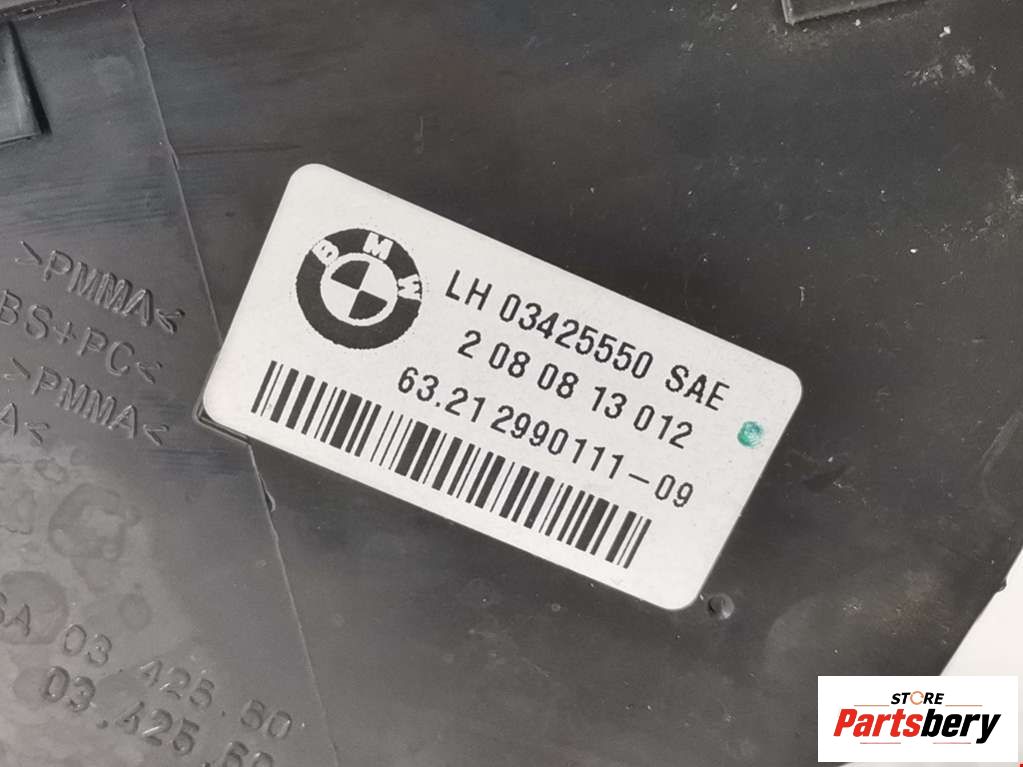 BMW
LH 03425550 SAE
2 08 08 13 012
63.21 2990111-09
>PMMA<
BS+PC<
>PMMA<
A<
SA 03.425.50
03.425.50
STORE
Partsbery